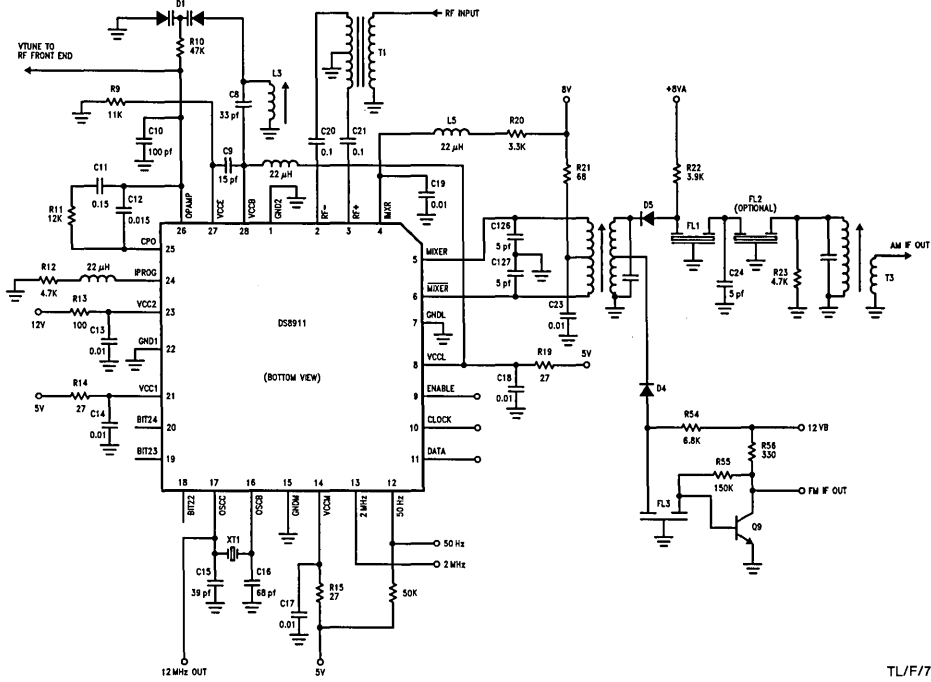 D1
RF INPUT
R10
47K
T1
VTUNE TO
RF FRONT END
L3
R9
11K
C8
33 pf
8V
+8VA
L5
22 μH
R20
3.3K
C10
100 pf
C9
15 pf
22 μH
C20
0.1
C21
0.1
R21
68
R22
3.9K
C11
0.15
C12
0.015
R11
12K
C19
0.01
FL2
(OPTIONAL)
D5
FL1
OPAMP
VCCE
VCCB
GND2
RF-
RF+
IMXR
26
27
28
1
2
3
4
CPO
25
5
MIXER
C126
5 pf
C127
5 pf
AM IF OUT
R12
4.7K
22 μH
IPROG
24
6
MIXER
C24
5 pf
R23
4.7K
T3
R13
100
12V
VCC2
23
C13
0.01
7
GNDL
C23
0.01
DS8911
(BOTTOM VIEW)
GND1
22
8
VCCL
R19
27
5V
C18
0.01
R14
27
5V
VCC1
21
C14
0.01
9
ENABLE
D4
BIT24
20
10
CLOCK
R54
6.8K
12 VB
BIT23
19
11
DATA
R56
330
R55
150K
18
17
16
15
14
13
12
BIT22
OSCC
OSCB
GNDM
VCCM
2 MHz
50 Hz
FM IF OUT
FL3
Q9
XT1
50 Hz
2 MHz
C15
39 pf
C16
68 pf
C17
0.01
R15
27
50K
12 MHz OUT
5V
TL/F/7